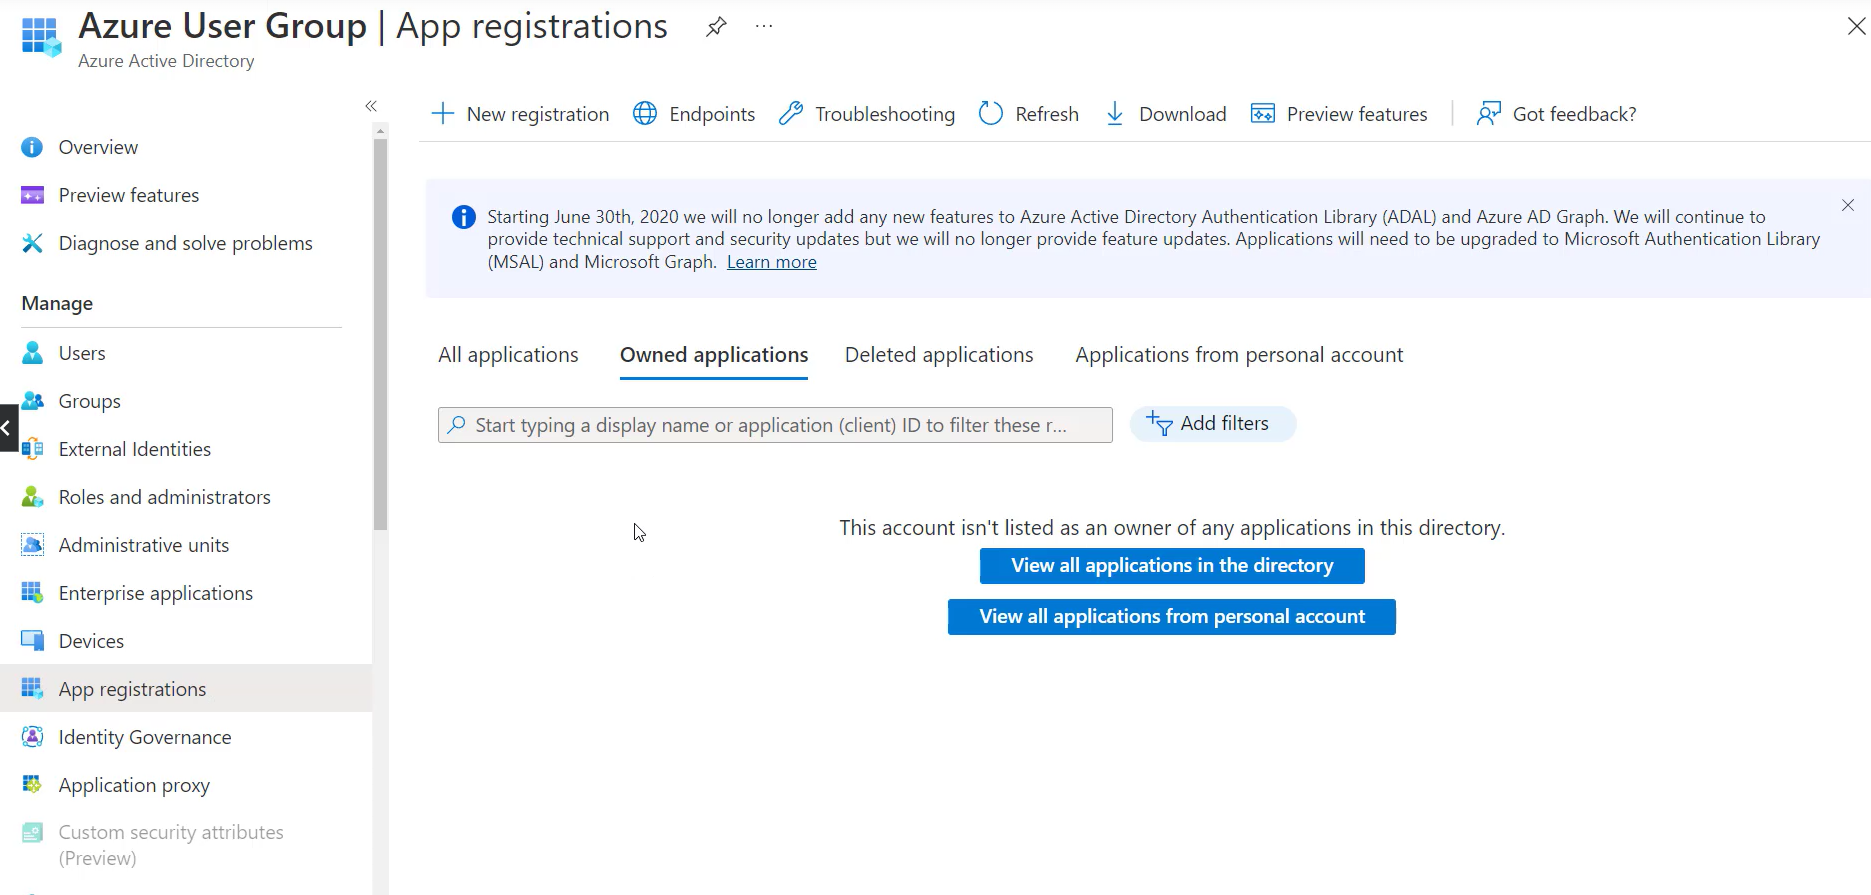 Azure User Group | App registrations
Azure Active Directory
Overview
Preview features
Diagnose and solve problems
Manage
Users
Groups
External Identities
Roles and administrators
Administrative units
Enterprise applications
Devices
App registrations
Identity Governance
Application proxy
Custom security attributes
(Preview)
New registration
Endpoints
Troubleshooting
Refresh
Download
Preview features
Got feedback?
Starting June 30th, 2020 we will no longer add any new features to Azure Active Directory Authentication Library (ADAL) and Azure AD Graph. We will continue to
provide technical support and security updates but we will no longer provide feature updates. Applications will need to be upgraded to Microsoft Authentication Library
(MSAL) and Microsoft Graph. Learn more
All applications
Owned applications
Deleted applications
Applications from personal account
Start typing a display name or application (client) ID to filter these r...
Add filters
This account isn't listed as an owner of any applications in this directory.
View all applications in the directory
View all applications from personal account